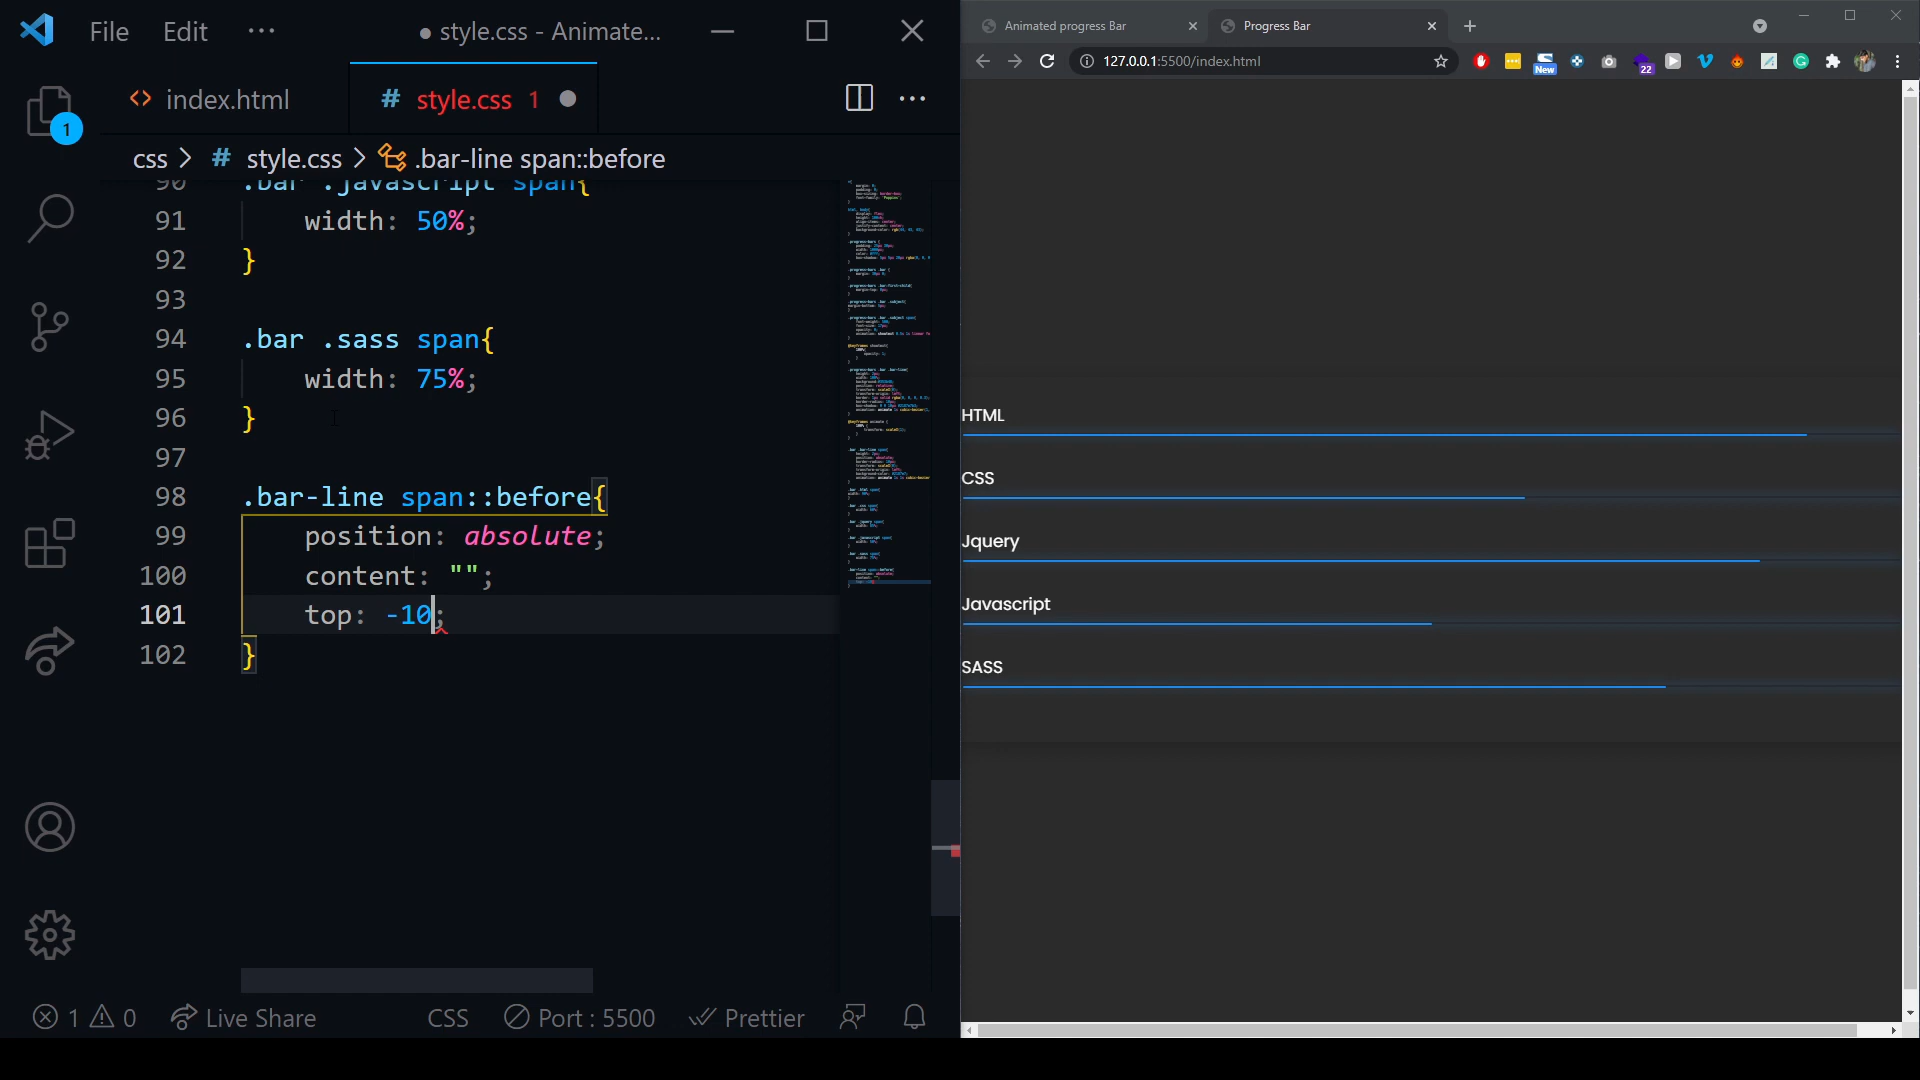 File Edit ··· ● style.css - Animate...
index.html # style.css 1 ● ···
css > # style.css > .bar-line span::before
90 .bar .javascript span{
91 width: 50%;
92 }
93
94 .bar .sass span{
95 width: 75%;
96 }
97
98 .bar-line span::before{
99 position: absolute;
100 content: "";
101 top: -10;
102 }
1
1 0 Live Share CSS Port : 5500 Prettier
Animated progress Bar Progress Bar
127.0.0.1:5500/index.html
New
22
HTML
CSS
Jquery
Javascript
SASS